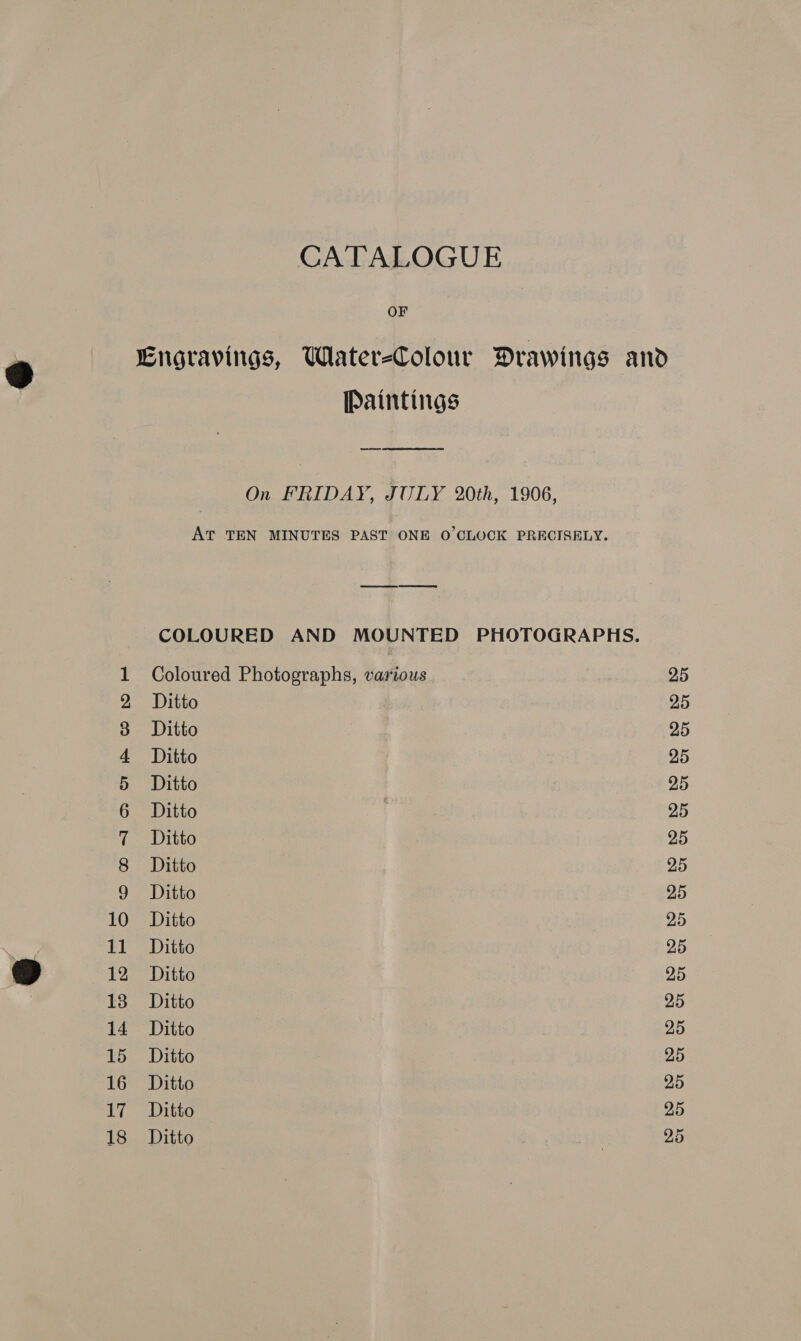 CATALOGUE
OF
Engravings, Water-Colour Drawings and
Paintings
On FRIDAY, JULY 20th, 1906,
AT TEN MINUTES PAST ONE O'CLOCK PRECISELY.
COLOURED AND MOUNTED PHOTOGRAPHS.
1 Coloured Photographs, various 25
2 Ditto 25
3 Ditto 25
4 Ditto 25
5 Ditto 25
6 Ditto 25
7 Ditto 25
8 Ditto 25
9 Ditto 25
10 Ditto 25
11 Ditto 25
12 Ditto 25
13 Ditto 25
14 Ditto 25
15 Ditto 25
16 Ditto 25
17 Ditto 25
18 Ditto 25